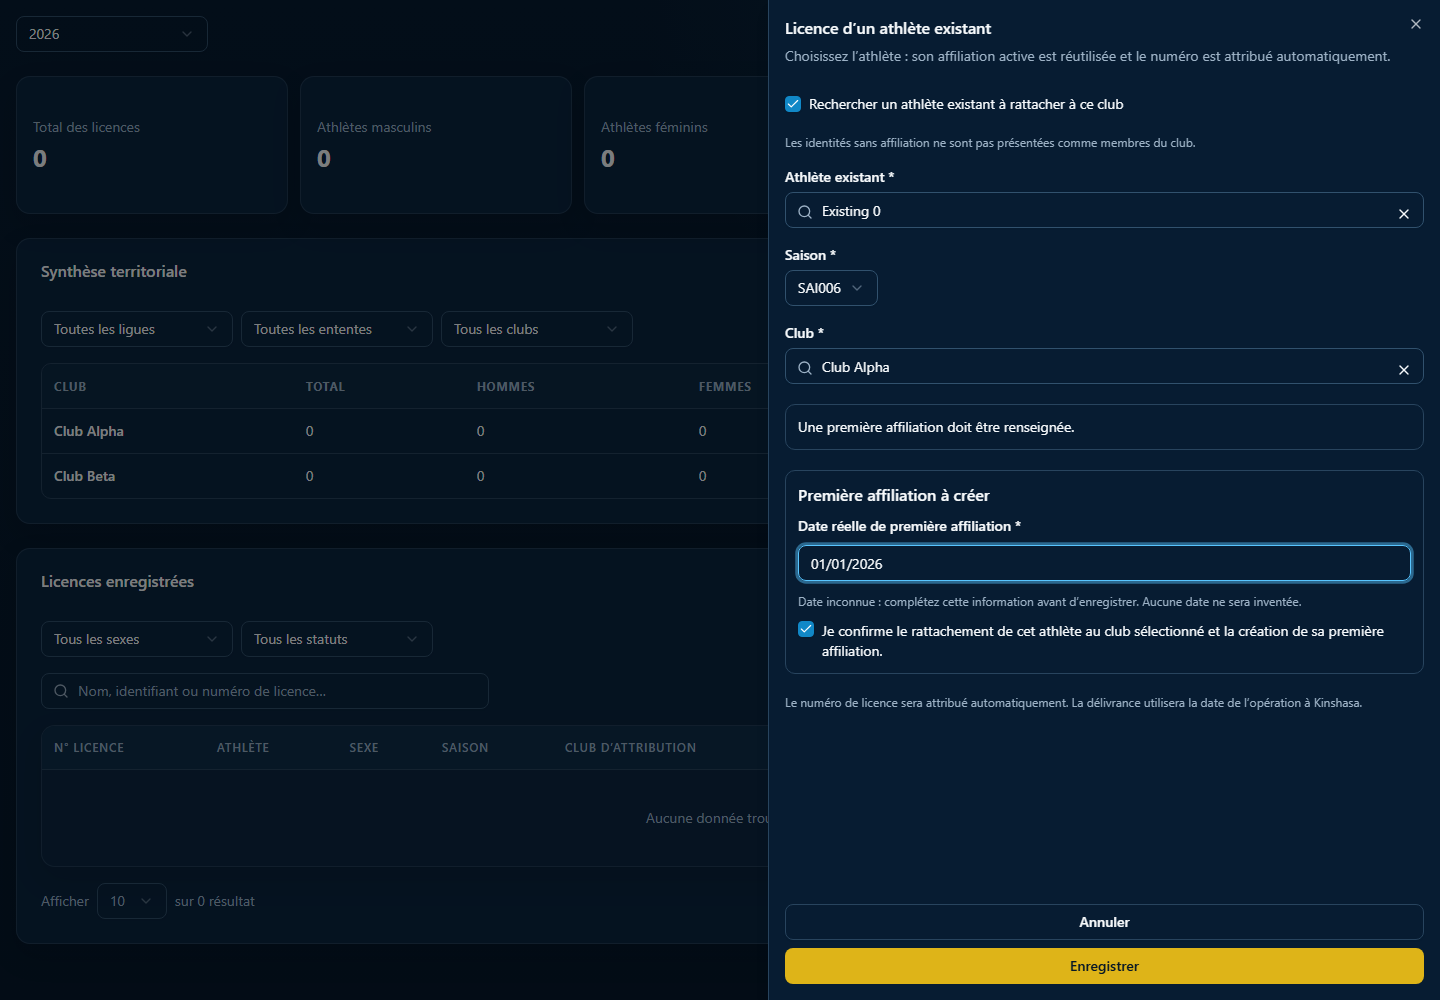 2026
Total des licences
0
Athlètes masculins
0
Athlètes féminins
0
Synthèse territoriale
Toutes les ligues
Toutes les ententes
Tous les clubs
CLUB TOTAL HOMMES FEMMES
Club Alpha 0 0 0
Club Beta 0 0 0
Licences enregistrées
Tous les sexes
Tous les statuts
Nom, identifiant ou numéro de licence...
N° LICENCE ATHLÈTE SEXE SAISON CLUB D’ATTRIBUTION
Aucune donnée trou
Afficher 10 sur 0 résultat
Licence d’un athlète existant
Choisissez l’athlète : son affiliation active est réutilisée et le numéro est attribué automatiquement.
Rechercher un athlète existant à rattacher à ce club
Les identités sans affiliation ne sont pas présentées comme membres du club.
Athlète existant *
Existing 0
Saison *
SAI006
Club *
Club Alpha
Une première affiliation doit être renseignée.
Première affiliation à créer
Date réelle de première affiliation *
01/01/2026
Date inconnue : complétez cette information avant d’enregistrer. Aucune date ne sera inventée.
Je confirme le rattachement de cet athlète au club sélectionné et la création de sa première
affiliation.
Le numéro de licence sera attribué automatiquement. La délivrance utilisera la date de l’opération à Kinshasa.
Annuler
Enregistrer